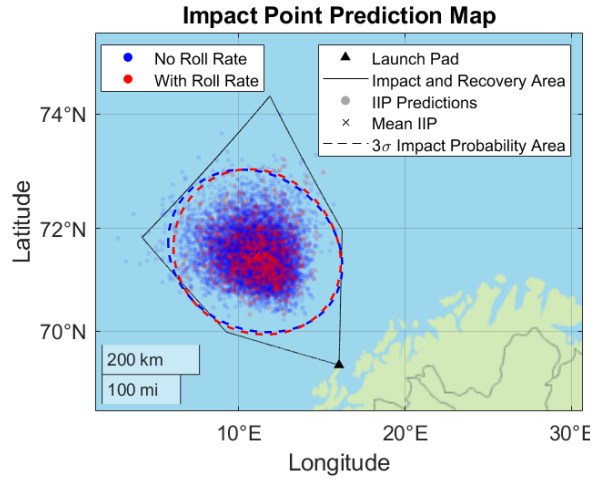 Impact Point Prediction Map
No Roll Rate
With Roll Rate
Launch Pad
Impact and Recovery Area
IIP Predictions
Mean IIP
3σ Impact Probability Area
74°N
72°N
70°N
Latitude
200 km
100 mi
10°E
20°E
30°E
Longitude